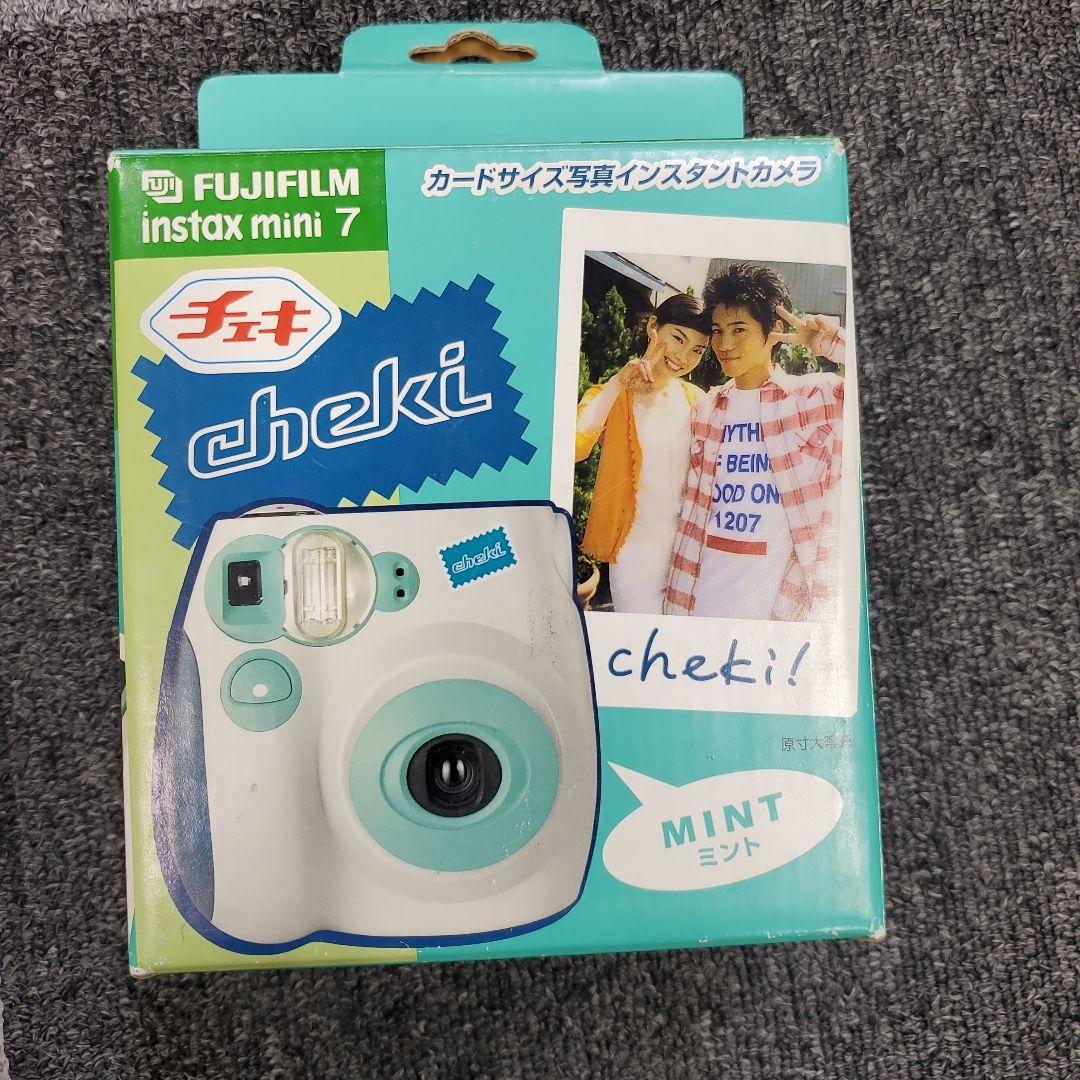 FUJI FUJIFILM
instax mini 7
カードサイズ写真インスタントカメラ
チェキ
cheki
cheki
YTH
F BEIN
OOD ON
1207
cheki!
原寸大写真
MINT
ミント